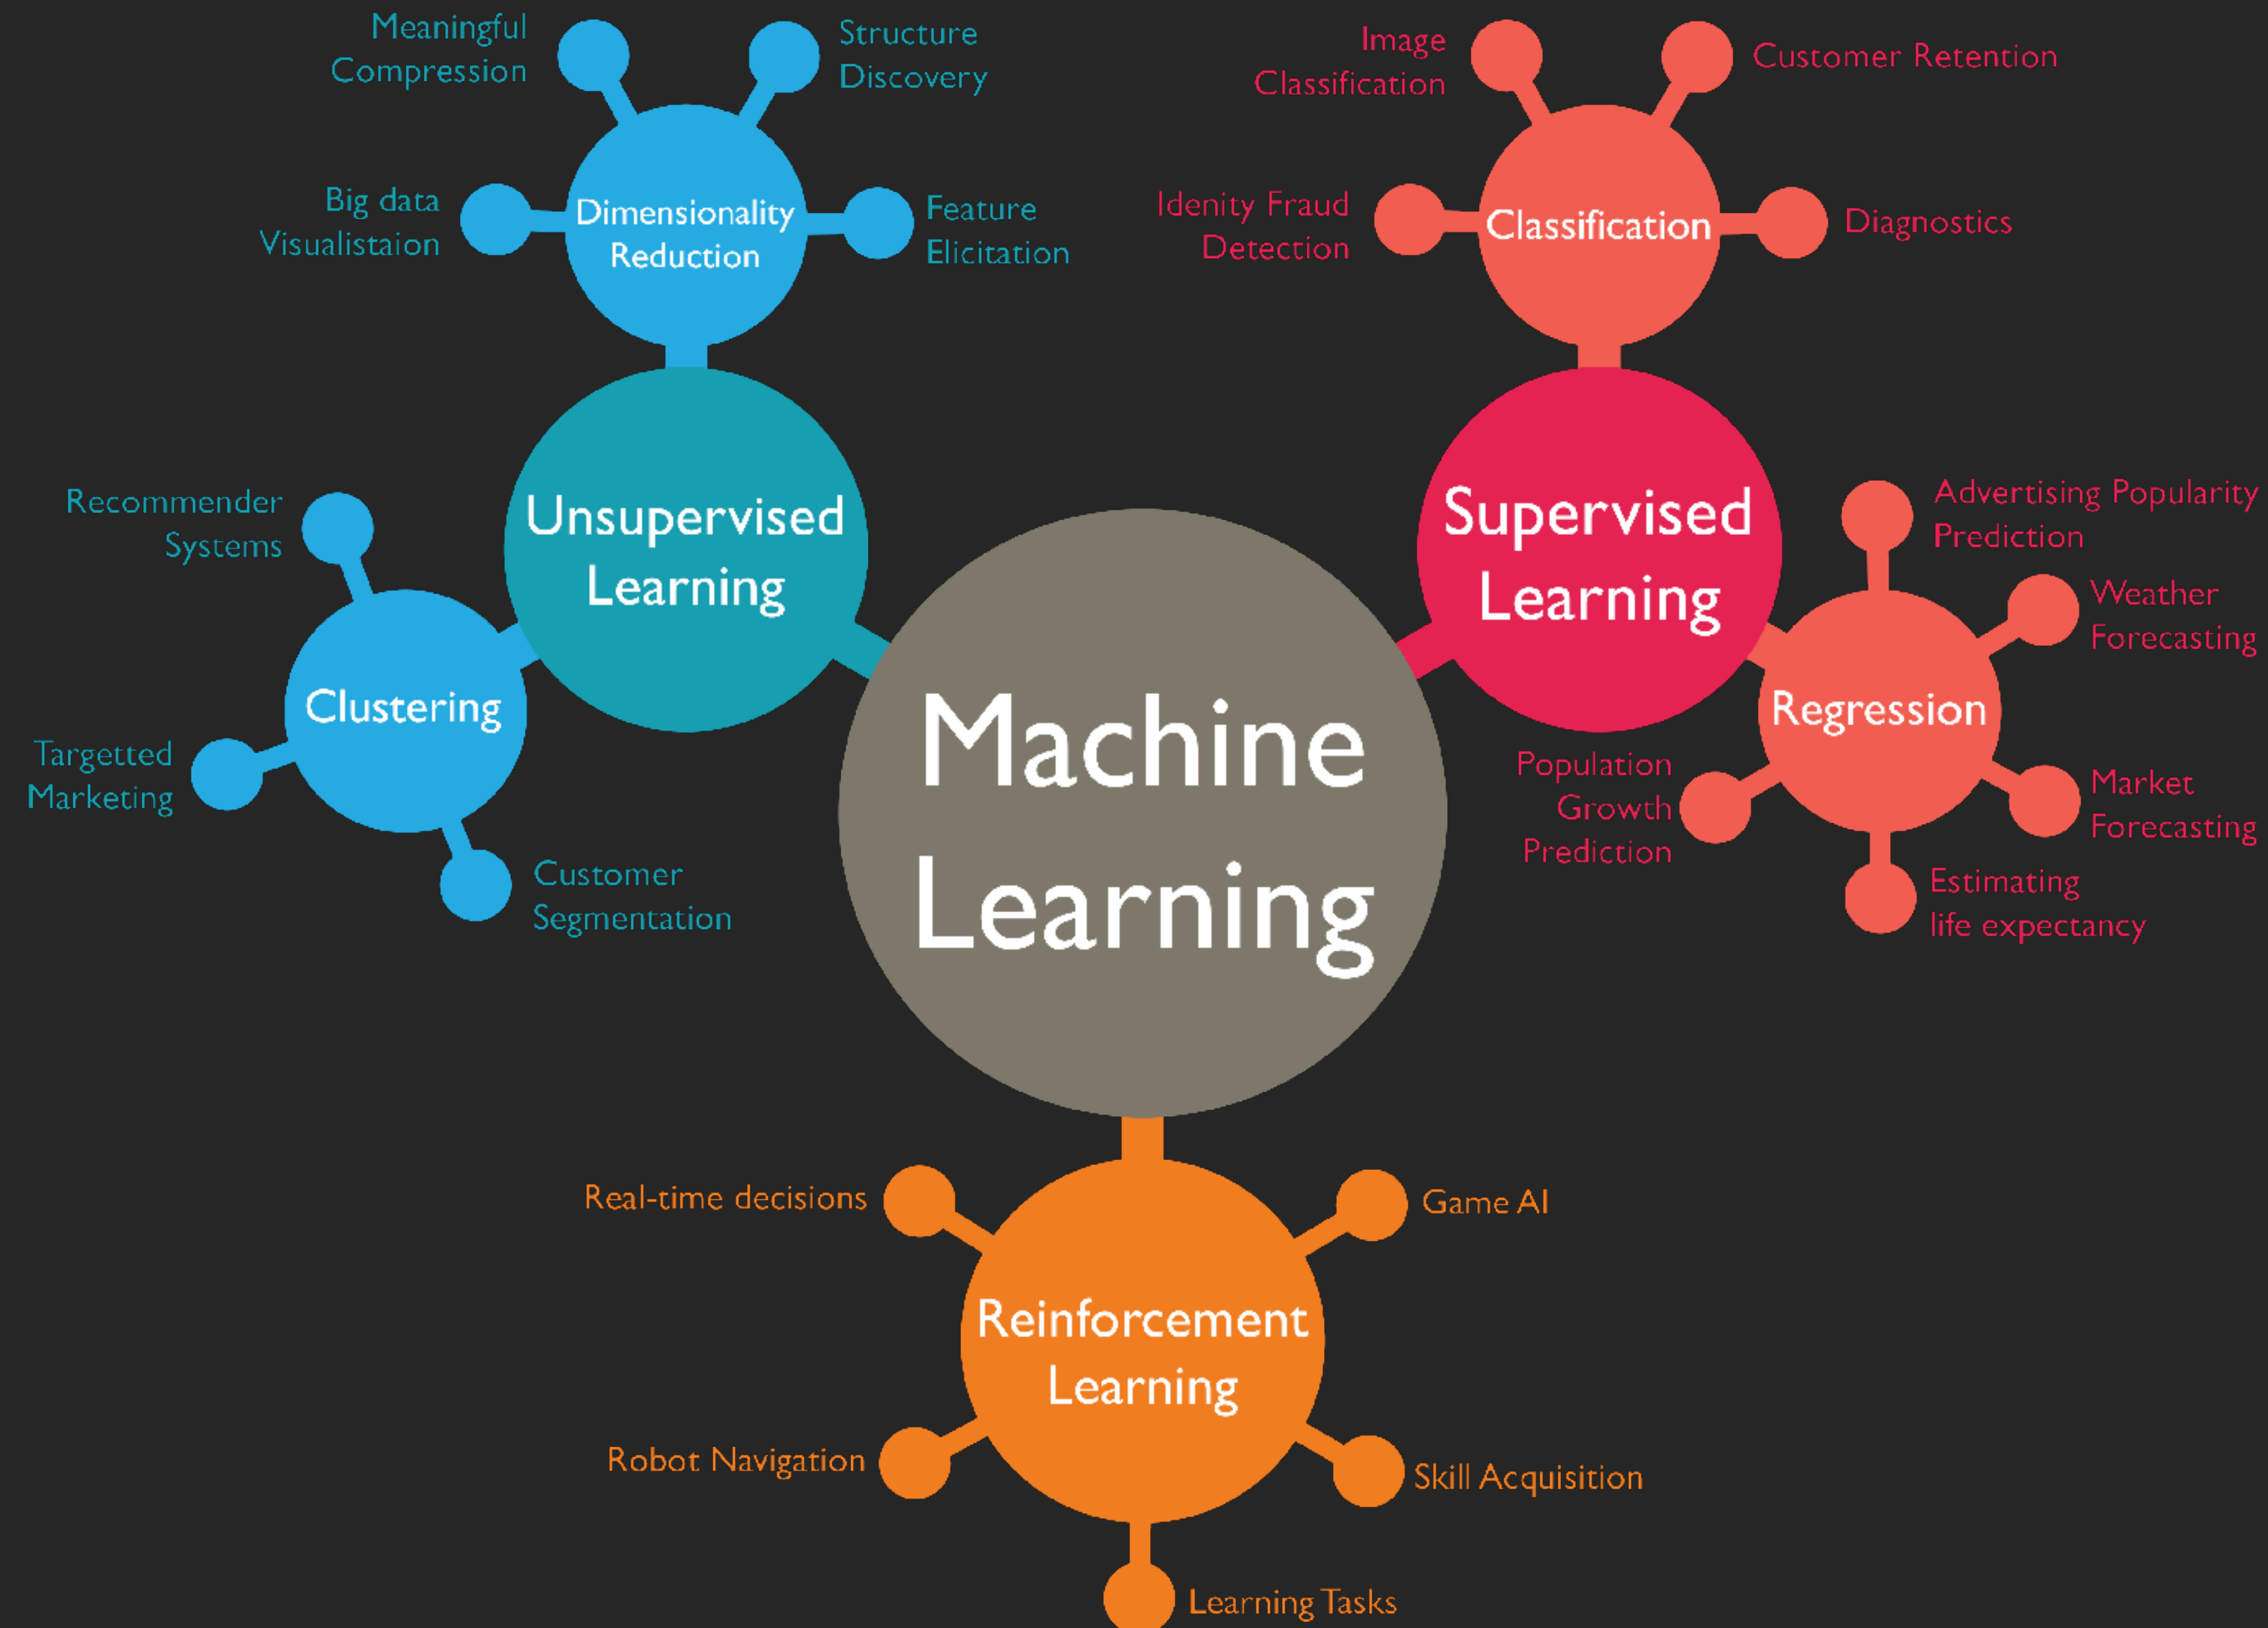 Meaningful
Compression
Structure
Discovery
Big data
Visualistaion
Dimensionality
Reduction
Feature
Elicitation
Image
Classification
Customer Retention
Idenity Fraud
Detection
Classification
Diagnostics
Unsupervised
Learning
Recommender
Systems
Clustering
Targetted
Marketing
Customer
Segmentation
Supervised
Learning
Advertising Popularity
Prediction
Weather
Forecasting
Regression
Population
Growth
Prediction
Market
Forecasting
Estimating
life expectancy
Machine
Learning
Real-time decisions
Game AI
Reinforcement
Learning
Robot Navigation
Skill Acquisition
Learning Tasks